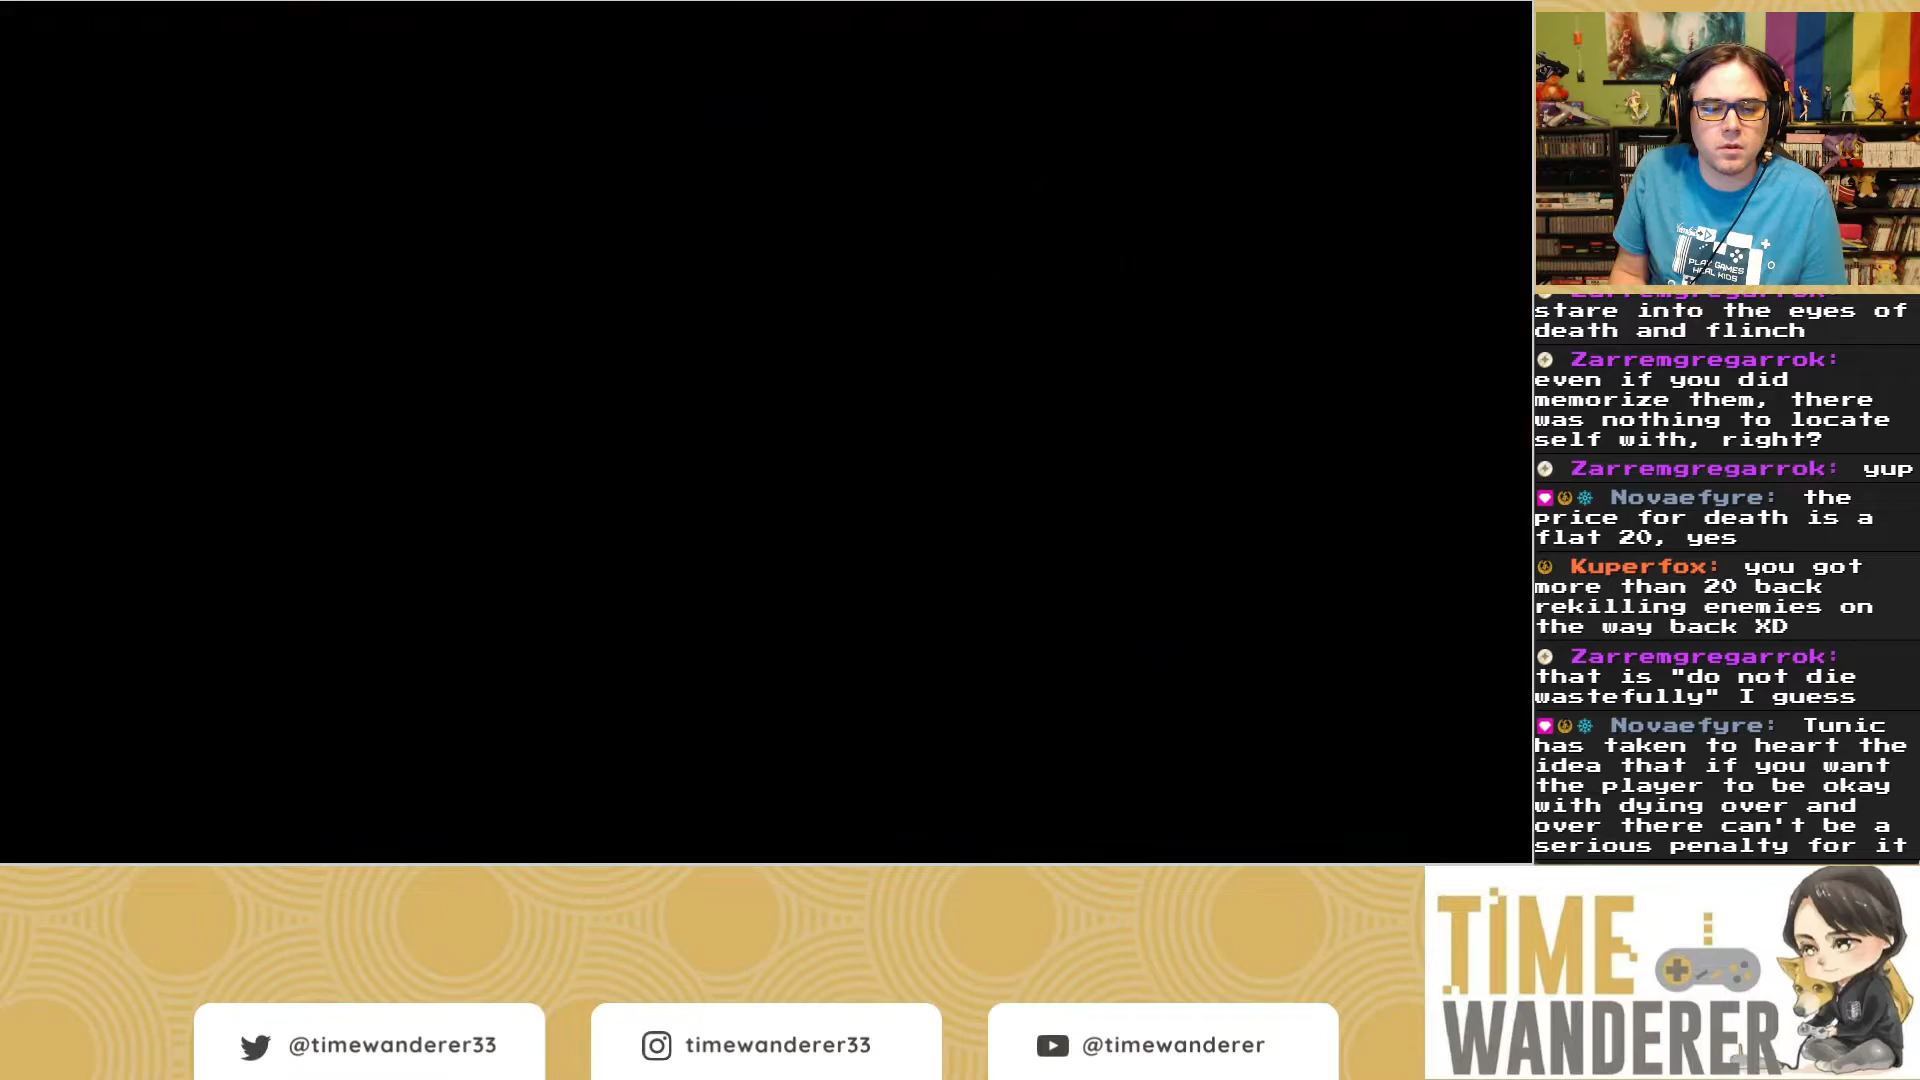 PLAY GAMES
HEAL KIDS
stare into the eyes of
death and flinch
Zarremgregarrok:
even if you did
memorize them, there
was nothing to locate
self with, right?
Zarremgregarrok: yup
Novaefyre: the
price for death is a
flat 20, yes
Kuperfox: you got
more than 20 back
rekilling enemies on
the way back XD
Zarremgregarrok:
that is "do not die
wastefully" I guess
Novaefyre: Tunic
has taken to heart the
idea that if you want
the player to be okay
with dying over and
over there can't be a
serious penalty for it
@timewanderer33
timewanderer33
@timewanderer
TIME
WANDERER